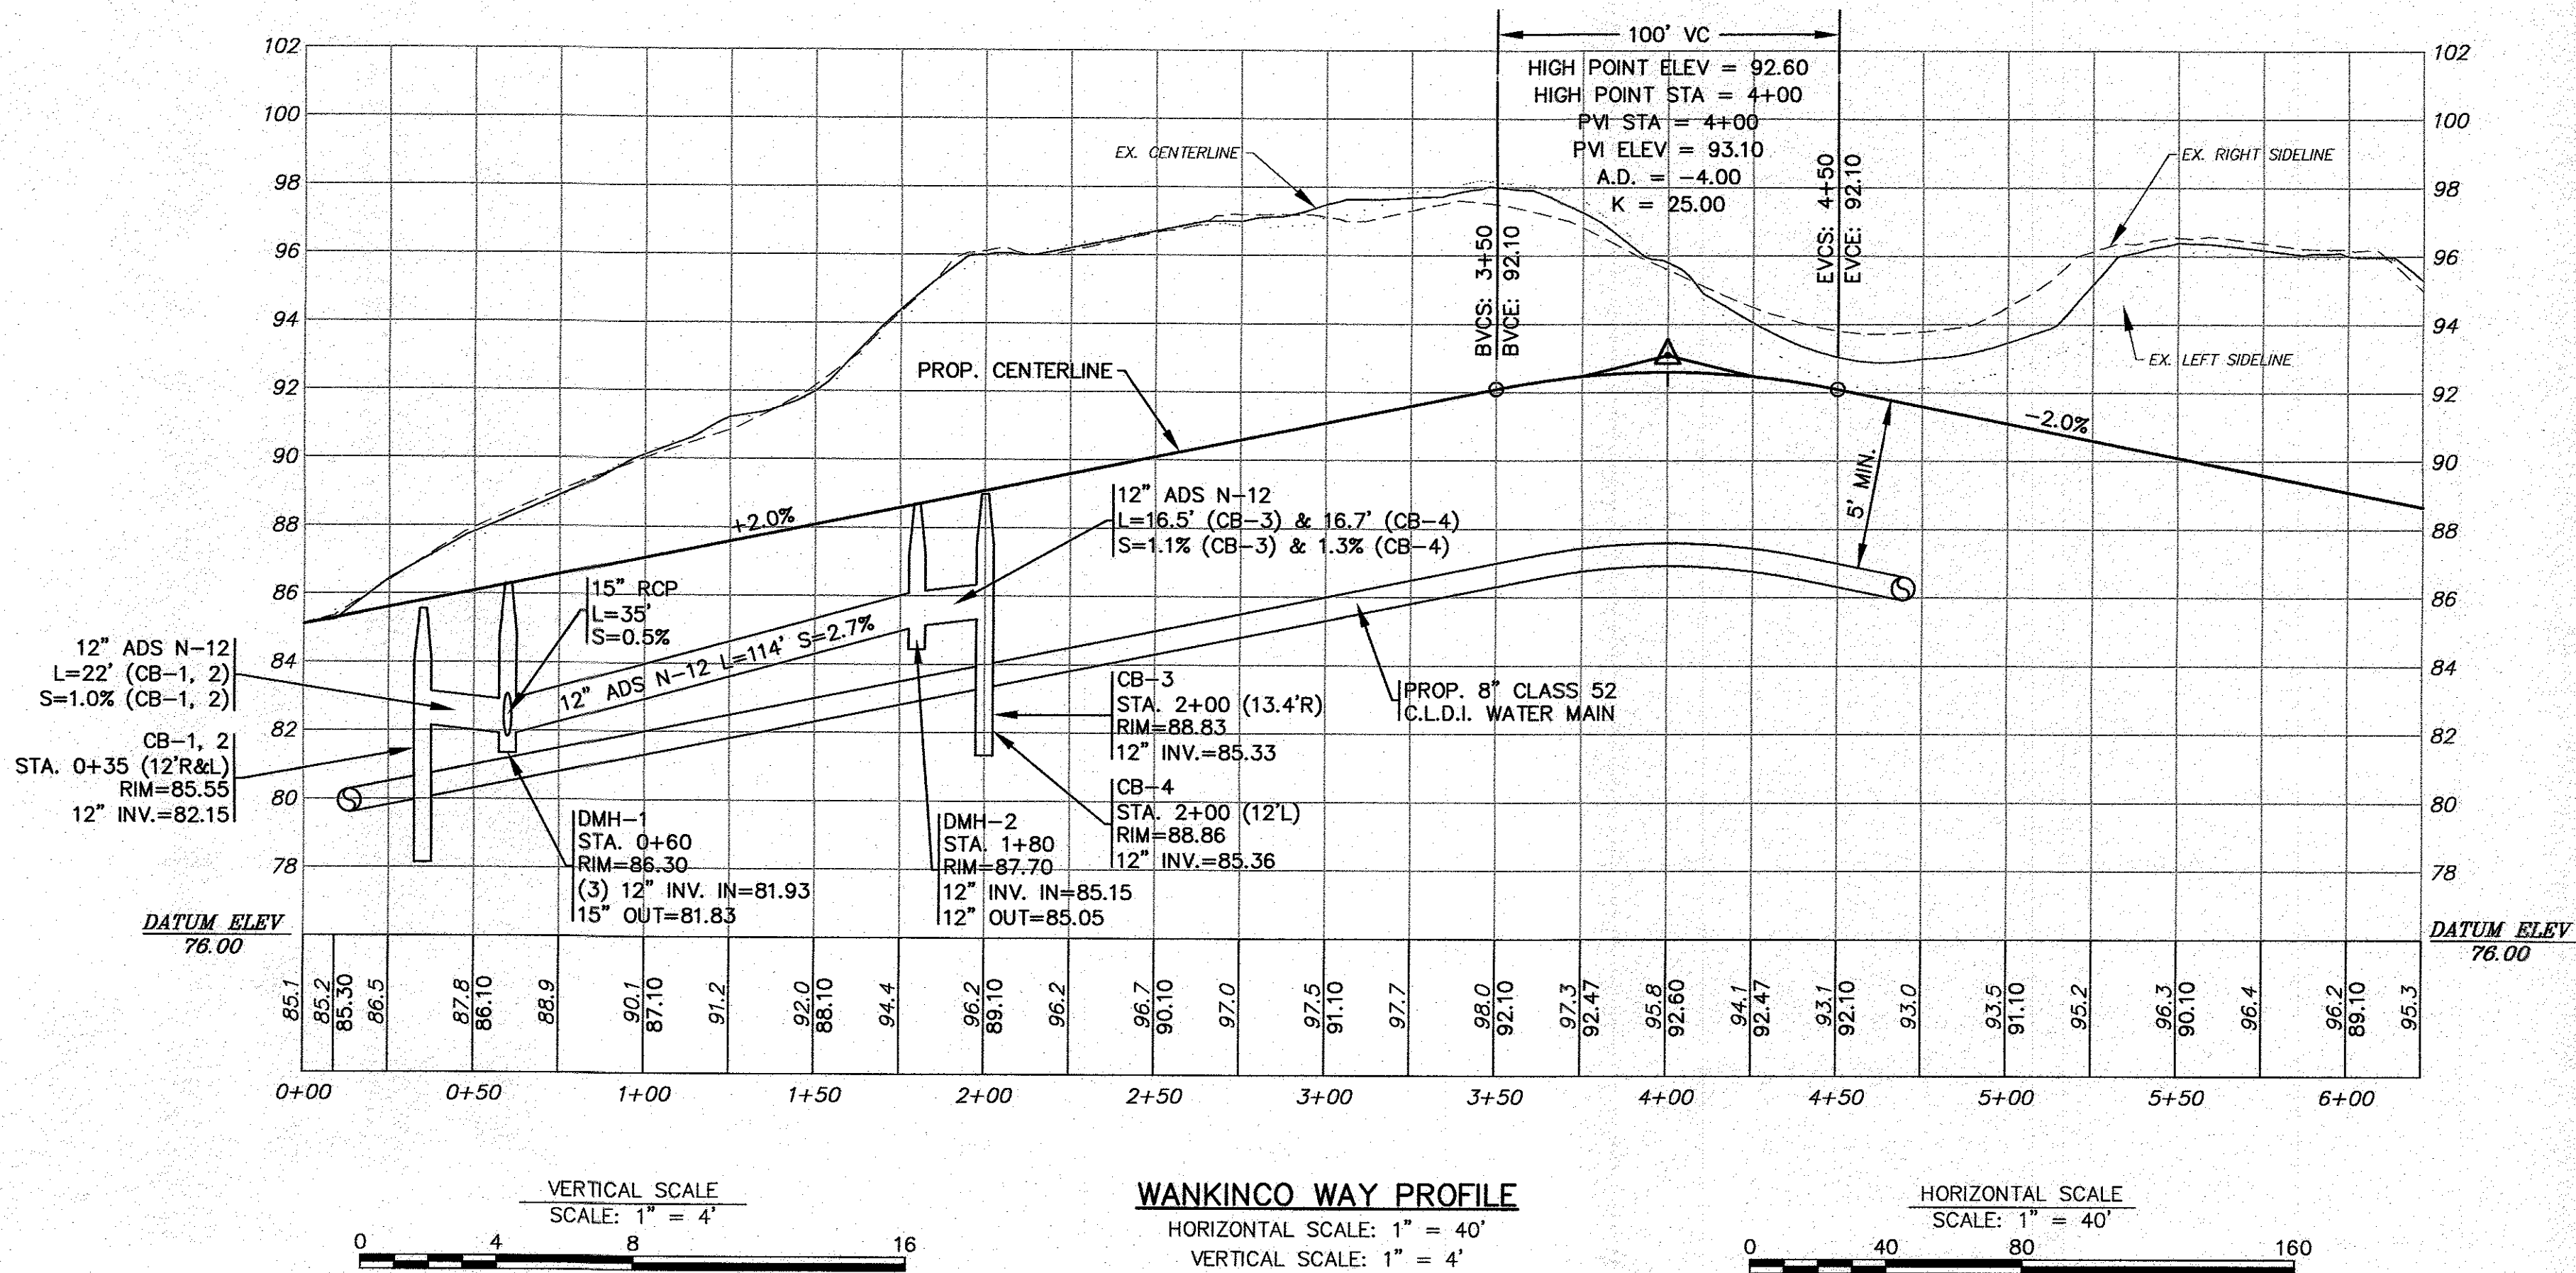 100' VC
HIGH POINT ELEV = 92.60
HIGH POINT STA = 4+00
PVI STA = 4+00
PVI ELEV = 93.10
A.D. = -4.00
K = 25.00
BVCS: 3+50
BVCE: 92.10
EVCS: 4+50
EVCE: 92.10
102
100
98
96
94
92
90
88
86
84
82
80
78
102
100
98
96
94
92
90
88
86
84
82
80
78
EX. CENTERLINE
EX. RIGHT SIDELINE
EX. LEFT SIDELINE
PROP. CENTERLINE
+2.0%
-2.0%
5' MIN.
12" ADS N-12
L=16.5' (CB-3) & 16.7' (CB-4)
S=1.1% (CB-3) & 1.3% (CB-4)
15" RCP
L=35'
S=0.5%
12" ADS N-12 L=114' S=2.7%
12" ADS N-12
L=22' (CB-1, 2)
S=1.0% (CB-1, 2)
CB-1, 2
STA. 0+35 (12'R&L)
RIM=85.55
12" INV.=82.15
DMH-1
STA. 0+60
RIM=86.30
(3) 12" INV. IN=81.93
15" OUT=81.83
DMH-2
STA. 1+80
RIM=87.70
12" INV. IN=85.15
12" OUT=85.05
CB-3
STA. 2+00 (13.4'R)
RIM=88.83
12" INV.=85.33
CB-4
STA. 2+00 (12'L)
RIM=88.86
12" INV.=85.36
PROP. 8" CLASS 52
C.L.D.I. WATER MAIN
DATUM ELEV
76.00
DATUM ELEV
76.00
85.1
85.2
85.30
86.5
87.8
86.10
88.9
90.1
87.10
91.2
92.0
88.10
94.4
96.2
89.10
96.2
96.7
90.10
97.0
97.5
91.10
97.7
98.0
92.10
97.3
92.47
95.8
92.60
94.1
92.47
93.1
92.10
93.0
93.5
91.10
95.2
96.3
90.10
96.4
96.2
89.10
95.3
0+00 0+50 1+00 1+50 2+00 2+50 3+00 3+50 4+00 4+50 5+00 5+50 6+00
VERTICAL SCALE
SCALE: 1" = 4'
0 4 8 16
WANKINCO WAY PROFILE
HORIZONTAL SCALE: 1" = 40'
VERTICAL SCALE: 1" = 4'
HORIZONTAL SCALE
SCALE: 1" = 40'
0 40 80 160